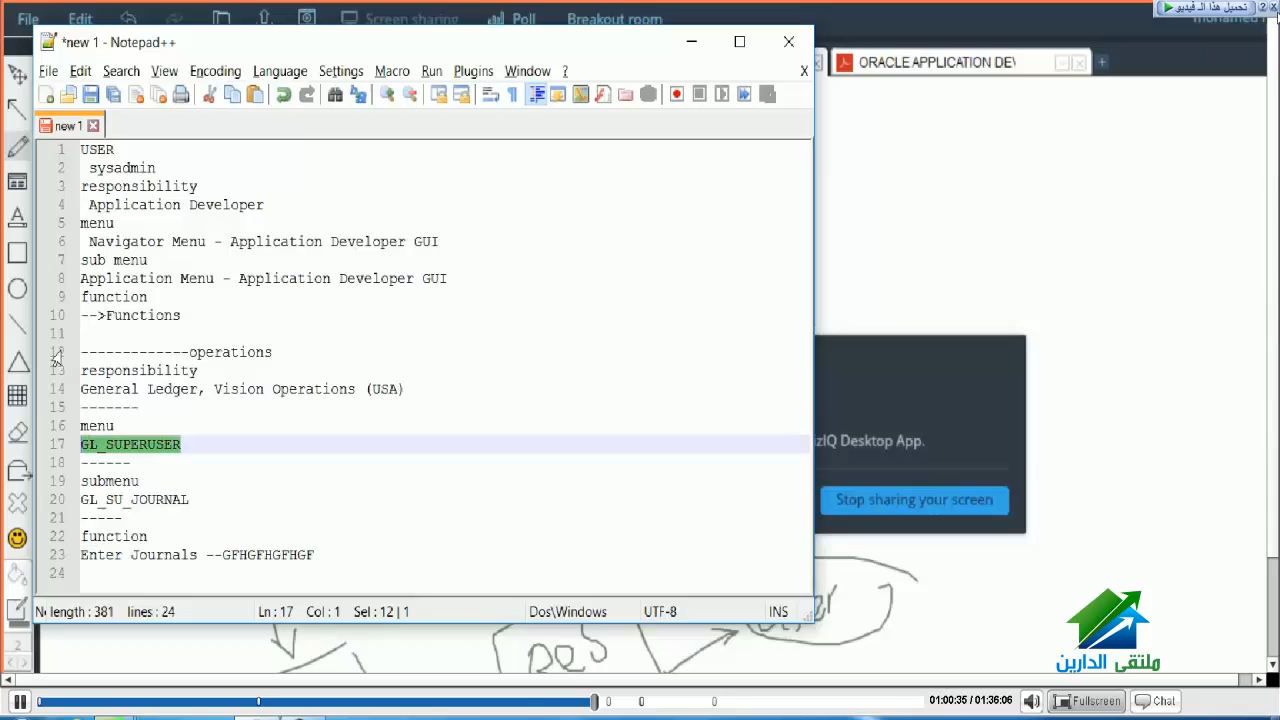 File Edit Screen sharing Poll Breakout room
تحميل هذا الـ فيديو
*new 1 - Notepad++
ORACLE APPLICATION DEV
File Edit Search View Encoding Language Settings Macro Run Plugins Window ? X
new 1
1 USER
2 sysadmin
3 responsibility
4 Application Developer
5 menu
6 Navigator Menu - Application Developer GUI
7 sub menu
8 Application Menu - Application Developer GUI
9 function
10 -->Functions
11
12 -------------operations
13 responsibility
14 General Ledger, Vision Operations (USA)
15 -------
16 menu
17 GL_SUPERUSER
18 ------
19 submenu
20 GL_SU_JOURNAL
21 -----
22 function
23 Enter Journals --GFHGFHGFHGF
24
zIQ Desktop App.
Stop sharing your screen
length : 381 lines : 24 Ln : 17 Col : 1 Sel : 12 | 1 Dos\Windows UTF-8 INS
ملتقى الدارين
01:00:35 / 01:36:06 Fullscreen Chat